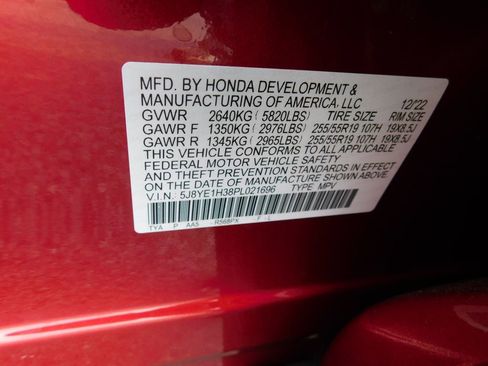 MFD. BY HONDA DEVELOPMENT &
MANUFACTURING OF AMERICA, LLC 12/22
GVWR 2640KG (5820LBS) TIRE SIZE RIM SIZE
GAWR F 1350KG (2976LBS) 255/55R19 107H 19X8.5J
GAWR R 1345KG (2965LBS) 255/55R19 107H 19X8.5J
THIS VEHICLE CONFORMS TO ALL APPLICABLE
FEDERAL MOTOR VEHICLE SAFETY
AND THEFT PREVENTION STANDARDS IN
EFFECT ON THE DATE OF MANUFACTURE SHOWN ABOVE.
V.I.N.: 5J8YE1H38PL021696 TYPE: MPV
TYA P AA5 R568PX F L